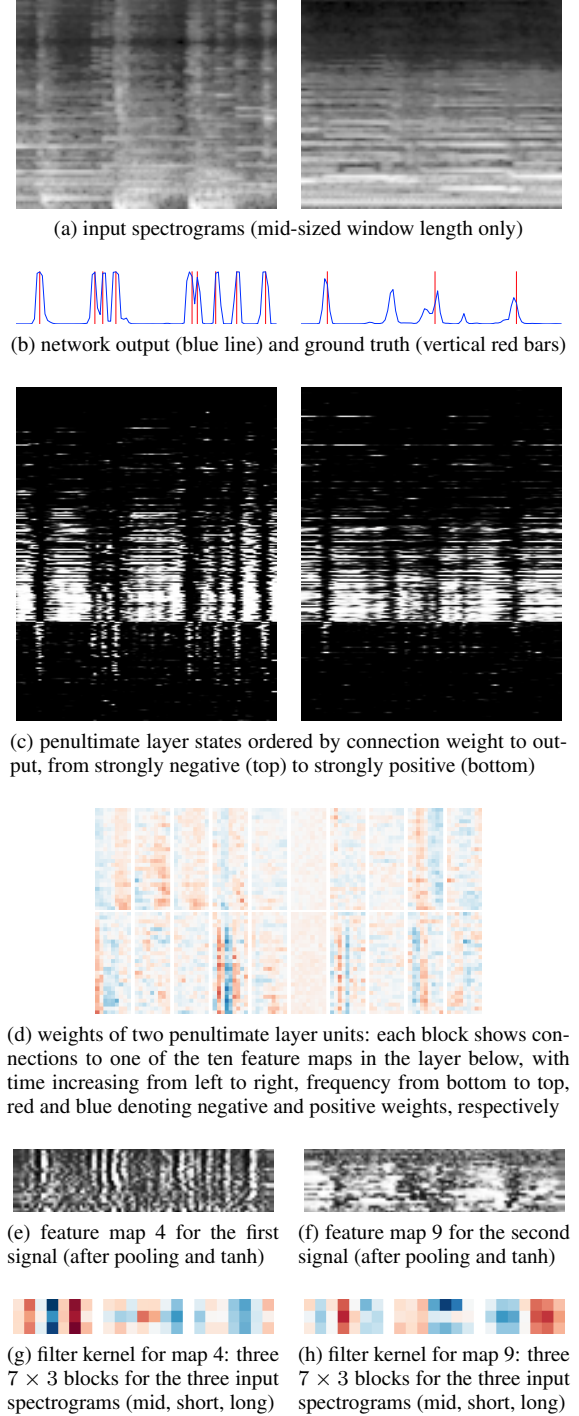 (a) input spectrograms (mid-sized window length only)
(b) network output (blue line) and ground truth (vertical red bars)
(c) penultimate layer states ordered by connection weight to out-
put, from strongly negative (top) to strongly positive (bottom)
(d) weights of two penultimate layer units: each block shows con-
nections to one of the ten feature maps in the layer below, with
time increasing from left to right, frequency from bottom to top,
red and blue denoting negative and positive weights, respectively
(e) feature map 4 for the first
signal (after pooling and tanh)
(f) feature map 9 for the second
signal (after pooling and tanh)
(g) filter kernel for map 4: three
7 × 3 blocks for the three input
spectrograms (mid, short, long)
(h) filter kernel for map 9: three
7 × 3 blocks for the three input
spectrograms (mid, short, long)